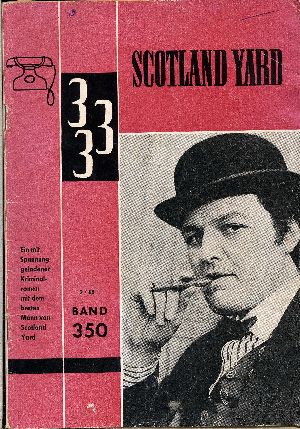 SCOTLAND YARD
3
3
3
Ein mit
Spannung
geladener
Kriminal-
roman
mit dem
besten
Mann von
Scotland
Yard
BAND
350